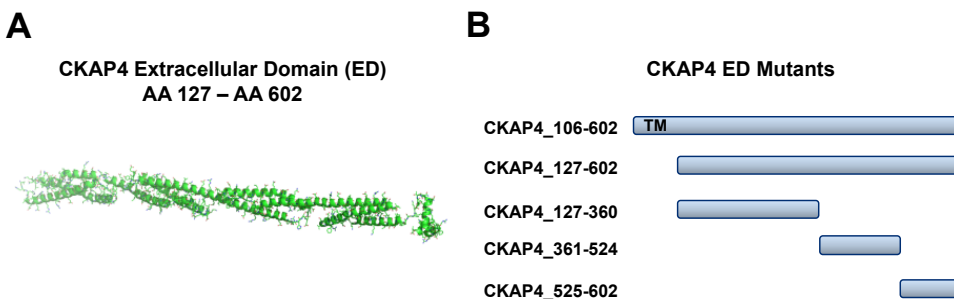 A
CKAP4 Extracellular Domain (ED)
AA 127 – AA 602
B
CKAP4 ED Mutants
CKAP4_106-602
TM
CKAP4_127-602
CKAP4_127-360
CKAP4_361-524
CKAP4_525-602